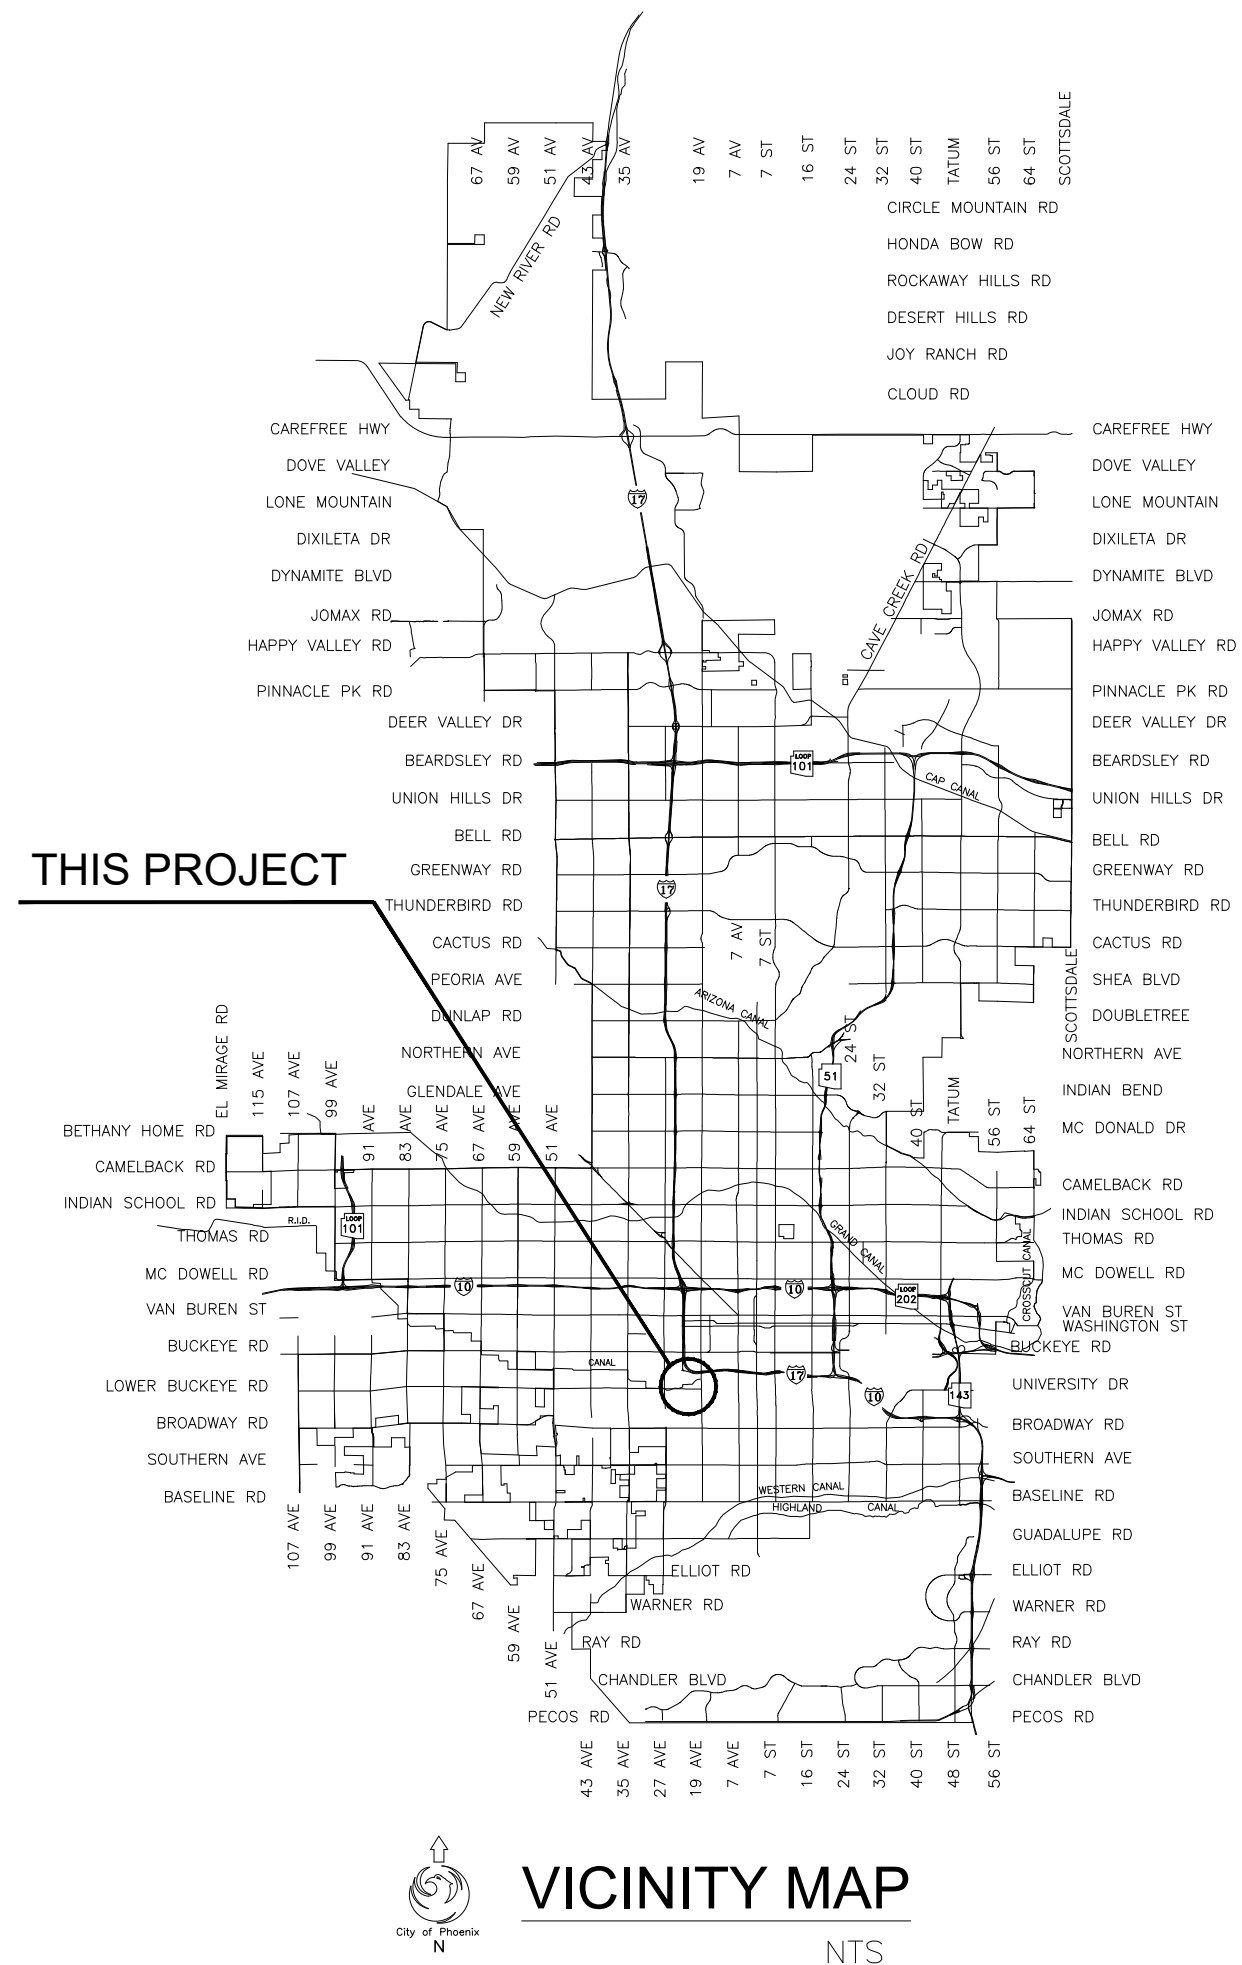 67 AV
59 AV
51 AV
43 AV
35 AV
19 AV
7 AV
7 ST
16 ST
24 ST
32 ST
40 ST
TATUM
56 ST
64 ST
SCOTTSDALE
CIRCLE MOUNTAIN RD
HONDA BOW RD
ROCKAWAY HILLS RD
DESERT HILLS RD
JOY RANCH RD
CLOUD RD
NEW RIVER RD
CAREFREE HWY
DOVE VALLEY
LONE MOUNTAIN
DIXILETA DR
DYNAMITE BLVD
JOMAX RD
HAPPY VALLEY RD
PINNACLE PK RD
DEER VALLEY DR
BEARDSLEY RD
UNION HILLS DR
BELL RD
GREENWAY RD
THUNDERBIRD RD
CACTUS RD
PEORIA AVE
DUNLAP RD
NORTHERN AVE
GLENDALE AVE
CAREFREE HWY
DOVE VALLEY
LONE MOUNTAIN
DIXILETA DR
DYNAMITE BLVD
JOMAX RD
HAPPY VALLEY RD
PINNACLE PK RD
DEER VALLEY DR
BEARDSLEY RD
UNION HILLS DR
BELL RD
GREENWAY RD
THUNDERBIRD RD
CACTUS RD
SHEA BLVD
DOUBLETREE
NORTHERN AVE
INDIAN BEND
MC DONALD DR
CAMELBACK RD
INDIAN SCHOOL RD
THOMAS RD
MC DOWELL RD
VAN BUREN ST
WASHINGTON ST
BUCKEYE RD
UNIVERSITY DR
BROADWAY RD
SOUTHERN AVE
BASELINE RD
GUADALUPE RD
ELLIOT RD
WARNER RD
RAY RD
CHANDLER BLVD
PECOS RD
17
CAVE CREEK RD
LOOP
101
CAP CANAL
THIS PROJECT
17
7 AV
7 ST
SCOTTSDALE
ARIZONA CANAL
24 ST
51
32 ST
40 ST
TATUM
56 ST
64 ST
EL MIRAGE RD
115 AVE
107 AVE
99 AVE
91 AVE
83 AVE
75 AVE
67 AVE
59 AVE
51 AVE
BETHANY HOME RD
CAMELBACK RD
INDIAN SCHOOL RD
R.I.D.
THOMAS RD
MC DOWELL RD
VAN BUREN ST
BUCKEYE RD
LOWER BUCKEYE RD
BROADWAY RD
SOUTHERN AVE
BASELINE RD
LOOP
101
10
10
GRAND CANAL
LOOP
202
CROSSCUT CANAL
CANAL
17
10
143
WESTERN CANAL
HIGHLAND CANAL
107 AVE
99 AVE
91 AVE
83 AVE
75 AVE
67 AVE
59 AVE
51 AVE
ELLIOT RD
WARNER RD
RAY RD
CHANDLER BLVD
PECOS RD
43 AVE
35 AVE
27 AVE
19 AVE
7 AVE
7 ST
16 ST
24 ST
32 ST
40 ST
48 ST
56 ST
City of Phoenix
N
VICINITY MAP
NTS